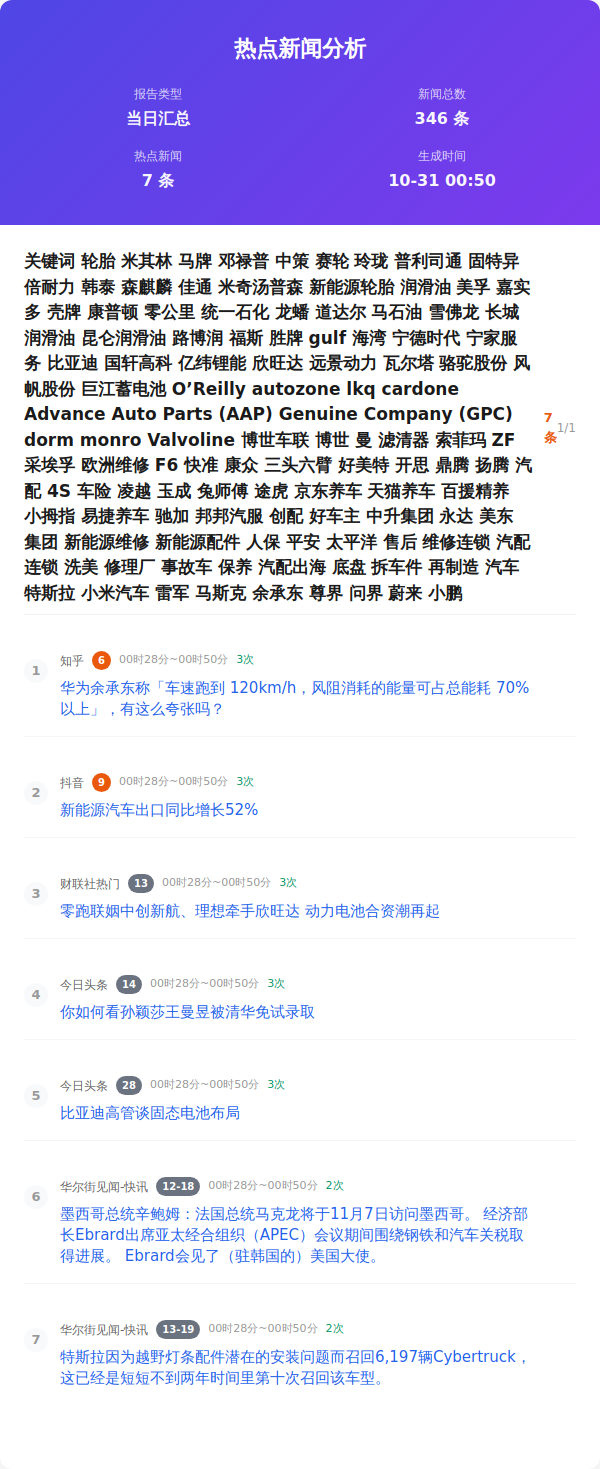 热点新闻分析
报告类型
当日汇总
新闻总数
346 条
热点新闻
7 条
生成时间
10-31 00:50
关键词 轮胎 米其林 马牌 邓禄普 中策 赛轮 玲珑 普利司通 固特异
倍耐力 韩泰 森麒麟 佳通 米奇汤普森 新能源轮胎 润滑油 美孚 嘉实
多 壳牌 康普顿 零公里 统一石化 龙蟠 道达尔 马石油 雪佛龙 长城
润滑油 昆仑润滑油 路博润 福斯 胜牌 gulf 海湾 宁德时代 宁家服
务 比亚迪 国轩高科 亿纬锂能 欣旺达 远景动力 瓦尔塔 骆驼股份 风
帆股份 巨江蓄电池 O’Reilly autozone lkq cardone
Advance Auto Parts (AAP) Genuine Company (GPC)
dorm monro Valvoline 博世车联 博世 曼 滤清器 索菲玛 ZF
采埃孚 欧洲维修 F6 快准 康众 三头六臂 好美特 开思 鼎腾 扬腾 汽
配 4S 车险 凌越 玉成 兔师傅 途虎 京东养车 天猫养车 百援精养
小拇指 易捷养车 驰加 邦邦汽服 创配 好车主 中升集团 永达 美东
集团 新能源维修 新能源配件 人保 平安 太平洋 售后 维修连锁 汽配
连锁 洗美 修理厂 事故车 保养 汽配出海 底盘 拆车件 再制造 汽车
特斯拉 小米汽车 雷军 马斯克 余承东 尊界 问界 蔚来 小鹏
7
条
1/1
1
知乎 6 00时28分~00时50分 3次
华为余承东称「车速跑到 120km/h，风阻消耗的能量可占总能耗 70%
以上」，有这么夸张吗？
2
抖音 9 00时28分~00时50分 3次
新能源汽车出口同比增长52%
3
财联社热门 13 00时28分~00时50分 3次
零跑联姻中创新航、理想牵手欣旺达 动力电池合资潮再起
4
今日头条 14 00时28分~00时50分 3次
你如何看孙颖莎王曼昱被清华免试录取
5
今日头条 28 00时28分~00时50分 3次
比亚迪高管谈固态电池布局
6
华尔街见闻-快讯 12-18 00时28分~00时50分 2次
墨西哥总统辛鲍姆：法国总统马克龙将于11月7日访问墨西哥。 经济部
长Ebrard出席亚太经合组织（APEC）会议期间围绕钢铁和汽车关税取
得进展。 Ebrard会见了（驻韩国的）美国大使。
7
华尔街见闻-快讯 13-19 00时28分~00时50分 2次
特斯拉因为越野灯条配件潜在的安装问题而召回6,197辆Cybertruck，
这已经是短短不到两年时间里第十次召回该车型。